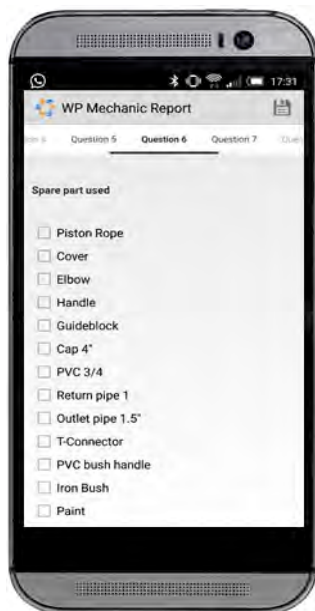 17:31
WP Mechanic Report
Question 5 Question 6 Question 7
Spare part used
Piston Rope
Cover
Elbow
Handle
Guideblock
Cap 4"
PVC 3/4
Return pipe 1
Outlet pipe 1.5"
T-Connector
PVC bush handle
Iron Bush
Paint